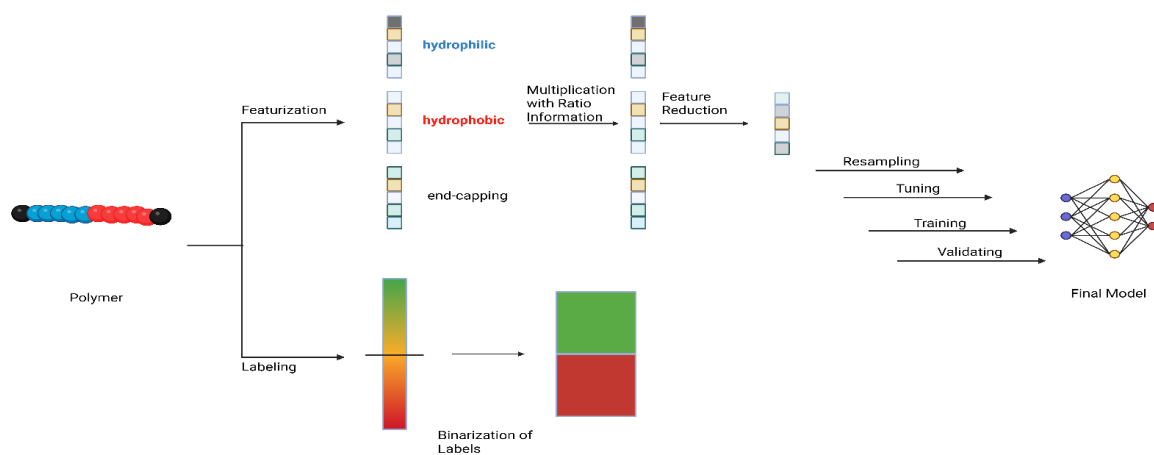 hydrophilic
Featurization
hydrophobic
Multiplication
with Ratio
Information
Feature
Reduction
Resampling
end-capping
Tuning
Training
Validating
Polymer
Final Model
Labeling
Binarization of
Labels